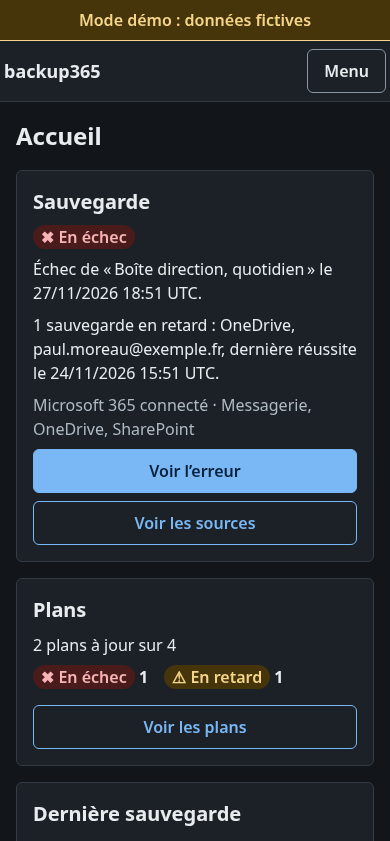 Mode démo : données fictives
backup365
Menu
Accueil
Sauvegarde
✖ En échec
Échec de « Boîte direction, quotidien » le
27/11/2026 18:51 UTC.
1 sauvegarde en retard : OneDrive,
paul.moreau@exemple.fr, dernière réussite
le 24/11/2026 15:51 UTC.
Microsoft 365 connecté · Messagerie,
OneDrive, SharePoint
Voir l’erreur
Voir les sources
Plans
2 plans à jour sur 4
✖ En échec 1 ⚠ En retard 1
Voir les plans
Dernière sauvegarde